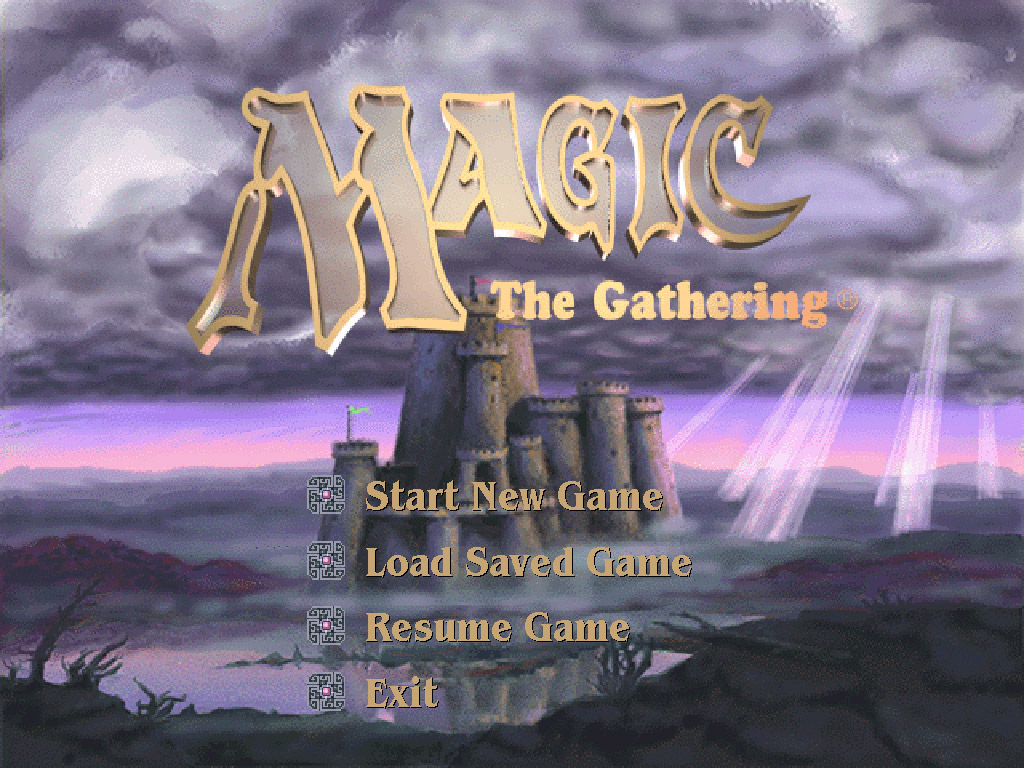 Magic
The Gathering®
Start New Game
Load Saved Game
Resume Game
Exit